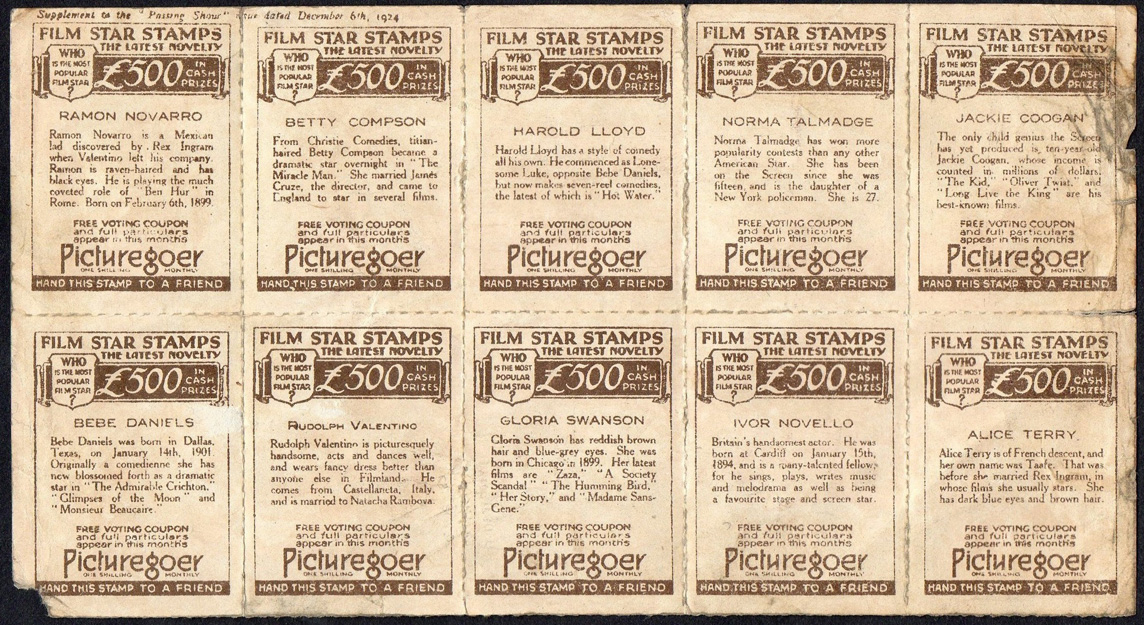 Supplement to the "Passing Show" issue dated December 6th, 1924
FILM STAR STAMPS
THE LATEST NOVELTY
WHO
IS THE MOST
POPULAR
FILM STAR
?
£500
IN
CASH
PRIZES
RAMON NOVARRO
Ramon Novarro is a Mexican
lad discovered by Rex Ingram
when Valentino left his company.
Ramon is raven-haired and has
black eyes. He is playing the much
coveted role of "Ben Hur" in
Rome. Born on February 6th, 1899.
FREE VOTING COUPON
and full particulars
appear in this months
Picturegoer
ONE SHILLING MONTHLY
HAND THIS STAMP TO A FRIEND
FILM STAR STAMPS
THE LATEST NOVELTY
WHO
IS THE MOST
POPULAR
FILM STAR
?
£500
IN
CASH
PRIZES
BETTY COMPSON
From Christie Comedies, titian-
haired Betty Compson became a
dramatic star overnight in "The
Miracle Man." She married James
Cruze, the director, and came to
England to star in several films.
FREE VOTING COUPON
and full particulars
appear in this months
Picturegoer
ONE SHILLING MONTHLY
HAND THIS STAMP TO A FRIEND
FILM STAR STAMPS
THE LATEST NOVELTY
WHO
IS THE MOST
POPULAR
FILM STAR
?
£500
IN
CASH
PRIZES
HAROLD LLOYD
Harold Lloyd has a style of comedy
all his own. He commenced as Lone-
some Luke, opposite Bebe Daniels,
but now makes seven-reel comedies,
the latest of which is "Hot Water."
FREE VOTING COUPON
and full particulars
appear in this months
Picturegoer
ONE SHILLING MONTHLY
HAND THIS STAMP TO A FRIEND
FILM STAR STAMPS
THE LATEST NOVELTY
WHO
IS THE MOST
POPULAR
FILM STAR
?
£500
IN
CASH
PRIZES
NORMA TALMADGE
Norma Talmadge has won more
popularity contests than any other
American Star. She has been
on the Screen since she was
fifteen, and is the daughter of a
New York policeman. She is 27.
FREE VOTING COUPON
and full particulars
appear in this months
Picturegoer
ONE SHILLING MONTHLY
HAND THIS STAMP TO A FRIEND
FILM STAR STAMPS
THE LATEST NOVELTY
WHO
IS THE MOST
POPULAR
FILM STAR
?
£500
IN
CASH
PRIZES
JACKIE COOGAN
The only child genius the Screen
has yet produced is ten-year-old
Jackie Coogan, whose income is
counted in millions of dollars.
"The Kid," "Oliver Twist," and
"Long Live the King" are his
best-known films.
FREE VOTING COUPON
and full particulars
appear in this months
Picturegoer
ONE SHILLING MONTHLY
HAND THIS STAMP TO A FRIEND
FILM STAR STAMPS
THE LATEST NOVELTY
WHO
IS THE MOST
POPULAR
FILM STAR
?
£500
IN
CASH
PRIZES
BEBE DANIELS
Bebe Daniels was born in Dallas,
Texas, on January 14th, 1901.
Originally a comedienne she has
now blossomed forth as a dramatic
star in "The Admirable Crichton,"
"Glimpses of the Moon" and
"Monsieur Beaucaire."
FREE VOTING COUPON
and full particulars
appear in this months
Picturegoer
ONE SHILLING MONTHLY
HAND THIS STAMP TO A FRIEND
FILM STAR STAMPS
THE LATEST NOVELTY
WHO
IS THE MOST
POPULAR
FILM STAR
?
£500
IN
CASH
PRIZES
RUDOLPH VALENTINO
Rudolph Valentino is picturesquely
handsome, acts and dances well,
and wears fancy dress better than
anyone else in Filmland. He
comes from Castellaneta, Italy,
and is married to Natacha Rambova.
FREE VOTING COUPON
and full particulars
appear in this months
Picturegoer
ONE SHILLING MONTHLY
HAND THIS STAMP TO A FRIEND
FILM STAR STAMPS
THE LATEST NOVELTY
WHO
IS THE MOST
POPULAR
FILM STAR
?
£500
IN
CASH
PRIZES
GLORIA SWANSON
Gloria Swanson has reddish brown
hair and blue-grey eyes. She was
born in Chicago in 1899. Her latest
films are "Zaza," "A Society
Scandal" "The Humming Bird,"
"Her Story," and "Madame Sans-
Gene."
FREE VOTING COUPON
and full particulars
appear in this months
Picturegoer
ONE SHILLING MONTHLY
HAND THIS STAMP TO A FRIEND
FILM STAR STAMPS
THE LATEST NOVELTY
WHO
IS THE MOST
POPULAR
FILM STAR
?
£500
IN
CASH
PRIZES
IVOR NOVELLO
Britain's handsomest actor. He was
born at Cardiff on January 15th,
1894, and is a many-talented fellow,
for he sings, plays, writes music
and melodrama as well as being
a favourite stage and screen star.
FREE VOTING COUPON
and full particulars
appear in this months
Picturegoer
ONE SHILLING MONTHLY
HAND THIS STAMP TO A FRIEND
FILM STAR STAMPS
THE LATEST NOVELTY
WHO
IS THE MOST
POPULAR
FILM STAR
?
£500
IN
CASH
PRIZES
ALICE TERRY
Alice Terry is of French descent, and
her own name was Taafe. That was
before she married Rex Ingram, in
whose films she usually stars. She
has dark blue eyes and brown hair.
FREE VOTING COUPON
and full particulars
appear in this months
Picturegoer
ONE SHILLING MONTHLY
HAND THIS STAMP TO A FRIEND